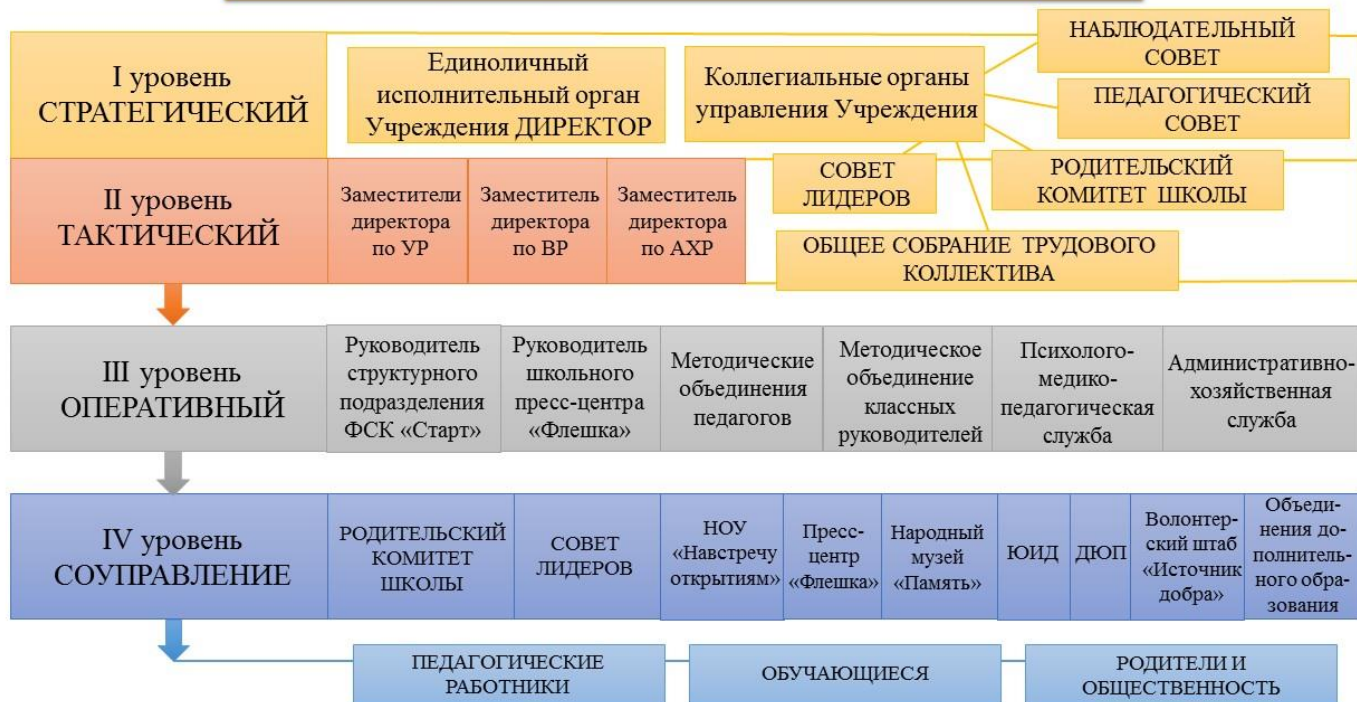 I уровень
СТРАТЕГИЧЕСКИЙ
Единоличный
исполнительный орган
Учреждения ДИРЕКТОР
Коллегиальные органы
управления Учреждения
НАБЛЮДАТЕЛЬНЫЙ
СОВЕТ
ПЕДАГОГИЧЕСКИЙ
СОВЕТ
РОДИТЕЛЬСКИЙ
КОМИТЕТ ШКОЛЫ
СОВЕТ
ЛИДЕРОВ
ОБЩЕЕ СОБРАНИЕ ТРУДОВОГО
КОЛЛЕКТИВА
II уровень
ТАКТИЧЕСКИЙ
Заместители
директора
по УР
Заместитель
директора
по ВР
Заместитель
директора
по АХР
III уровень
ОПЕРАТИВНЫЙ
Руководитель
структурного
подразделения
ФСК «Старт»
Руководитель
школьного
пресс-центра
«Флешка»
Методические
объединения
педагогов
Методическое
объединение
классных
руководителей
Психолого-
медико-
педагогическая
служба
Административно-
хозяйственная
служба
IV уровень
СОУПРАВЛЕНИЕ
РОДИТЕЛЬСКИЙ
КОМИТЕТ
ШКОЛЫ
СОВЕТ
ЛИДЕРОВ
НОУ
«Навстречу
открытиям»
Пресс-
центр
«Флешка»
Народный
музей
«Память»
ЮИД
ДЮП
Волонтер-
ский штаб
«Источник
добра»
Объеди-
нения до-
полнитель-
ного обра-
зования
ПЕДАГОГИЧЕСКИЕ
РАБОТНИКИ
ОБУЧАЮЩИЕСЯ
РОДИТЕЛИ И
ОБЩЕСТВЕННОСТЬ